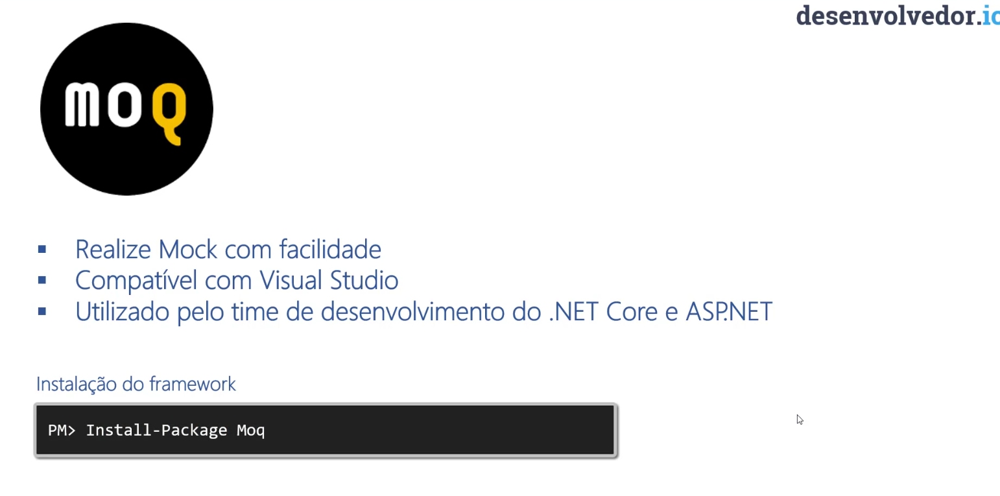 desenvolvedor.io
moq
Realize Mock com facilidade
Compatível com Visual Studio
Utilizado pelo time de desenvolvimento do .NET Core e ASP.NET
Instalação do framework
PM> Install-Package Moq